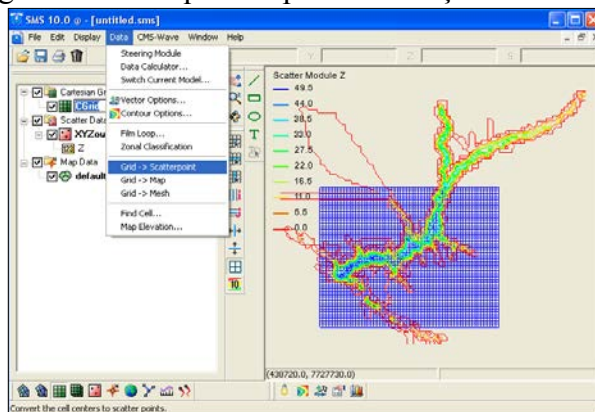 SMS 10.0 @ - [untitled.sms]
File Edit Display Data CMS-Wave Window Help
Steering Module
Data Calculator...
Switch Current Model...
Vector Options...
Contour Options...
Film Loop...
Zonal Classification
Grid -> Scatterpoint
Grid -> Map
Grid -> Mesh
Find Cell...
Map Elevation...
Y:
Z:
S:
Cartesian Gr
CGrid
Scatter Data
XYZou
Z
Map Data
default
T
Scatter Module Z
49.5
44.0
27.5
22.0
16.5
11.0
5.5
0.0
(430720.0, 7727730.0)
Convert the cell centers to scatter points.